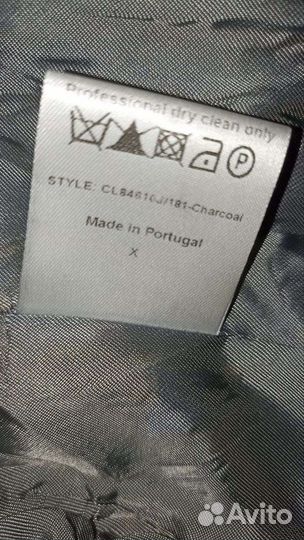 Professional dry clean only
P
STYLE: CL84610J/181-Charcoal
Made in Portugal
X
Avito